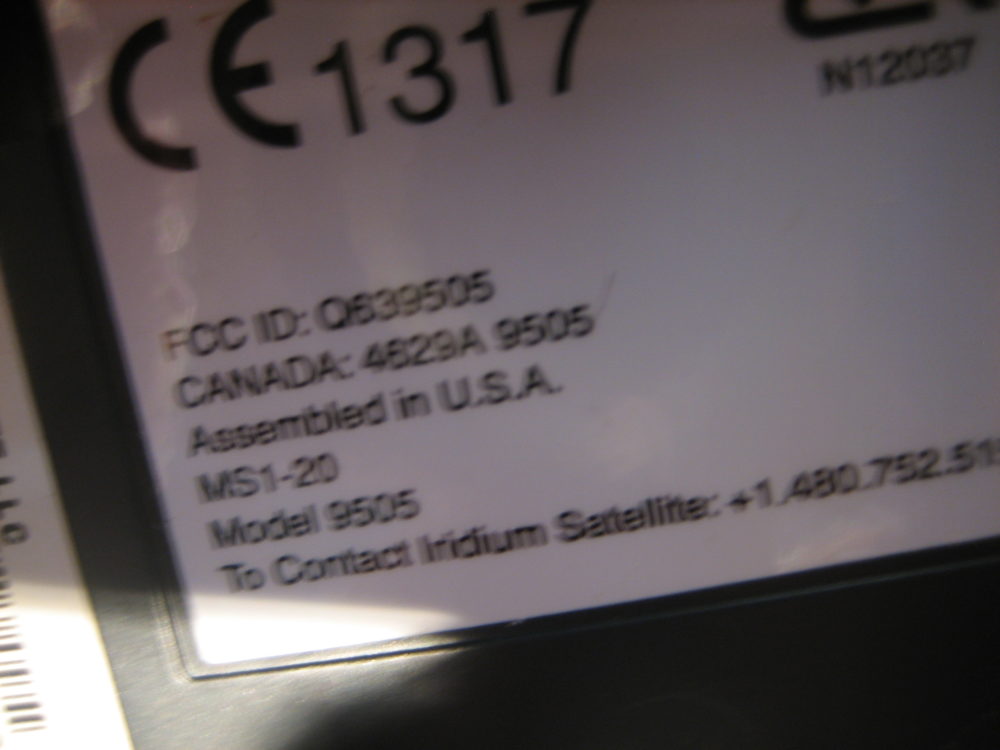 CE1317
N12037
FCC ID: Q639505
CANADA: 4629A 9505
Assembled in U.S.A.
MS1-20
Model 9505
To Contact Iridium Satellite: +1.480.752.51